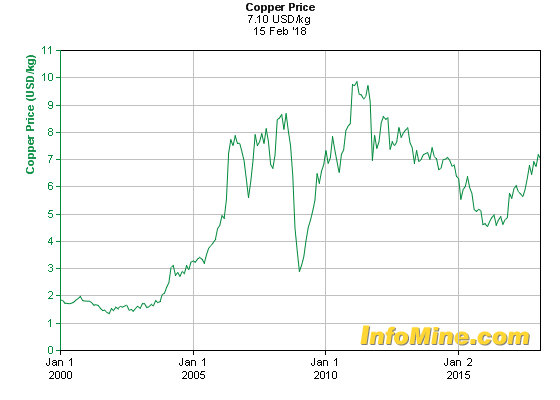 Copper Price
7.10 USD/kg
15 Feb '18
Copper Price (USD/kg)
11
10
9
8
7
6
5
4
3
2
1
0
Jan 1
2000
Jan 1
2005
Jan 1
2010
Jan 2
2015
InfoMine.com